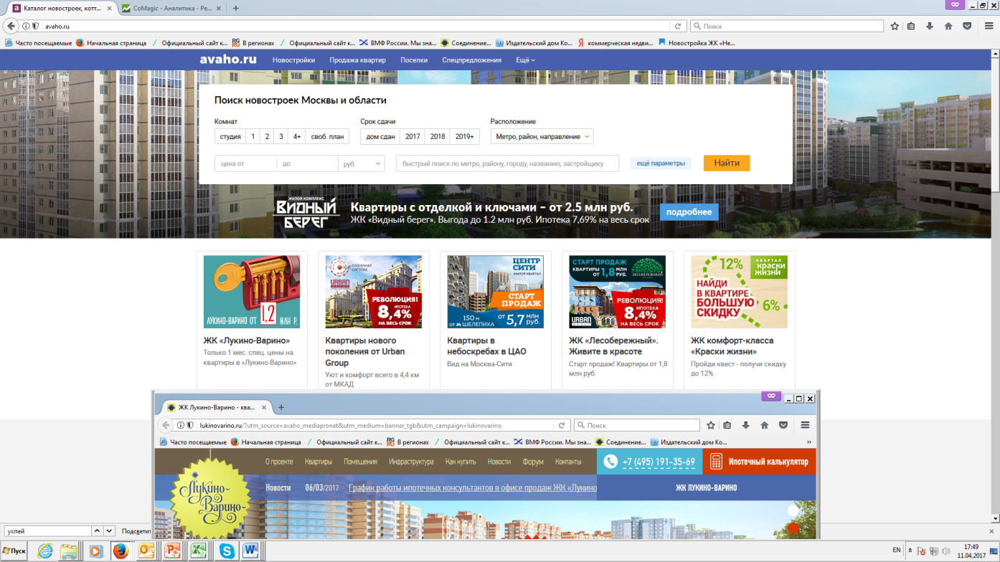 Каталог новостроек, котт... × CoMagic - Аналитика - Ре... × +
avaho.ru Поиск
Часто посещаемые Начальная страница Официальный сайт к... В регионах Официальный сайт к... ВМФ России. Мы зна... Соединение... Издательский дом Ко... коммерческая недви... Новостройка ЖК «Не...
avaho.ru Новостройки Продажа квартир Поселки Спецпредложения Ещё
Поиск новостроек Москвы и области
Комнат Срок сдачи Расположение
студия 1 2 3 4+ своб. план дом сдан 2017 2018 2019+ Метро, район, направление
цена от до руб. быстрый поиск по метро, району, городу, названию, застройщику ещё параметры Найти
ЖИЛОЙ КОМПЛЕКС
ВИДНЫЙ
БЕРЕГ
Квартиры с отделкой и ключами – от 2.5 млн руб.
ЖК «Видный берег». Выгода до 1.2 млн руб. Ипотека 7,69% на весь срок
подробнее
ЛУКИНО-ВАРИНО ОТ 1,2 МЛН Р.
ЖК «Лукино-Варино»
Только 1 мес. спец. цены на
квартиры в «Лукино-Варино»
СОЛНЕЧНАЯ
СИСТЕМА
URBAN
РЕВОЛЮЦИЯ!
ИПОТЕКА
8,4%
НА ВЕСЬ СРОК
Квартиры нового
поколения от Urban
Group
Уют и комфорт всего в 4,4 км
от МКАД
ЦЕНТР
СИТИ
ЖИЛОЙ КВАРТАЛ
СТАРТ
ПРОДАЖ
150 м
от М ШЕЛЕПИХА
от 5,7 МЛН
РУБ.
Квартиры в
небоскребах в ЦАО
Вид на Москва-Сити
СТАРТ ПРОДАЖ
КВАРТИРЫ ОТ 1,8 МЛН РУБ.
ЛЕСОБЕРЕЖНЫЙ
РЕВОЛЮЦИЯ!
ИПОТЕКА
8,4%
НА ВЕСЬ СРОК
URBAN
GROUP
ЖК «Лесобережный».
Живите в красоте
Старт продаж! Квартиры от 1,8
млн руб.
12%
КВАРТАЛ
краски
жизни
НАЙДИ
В КВАРТИРЕ
БОЛЬШУЮ
СКИДКУ
6%
ЖК комфорт-класса
«Краски жизни»
Пройди квест - получи скидку
до 12%
ЖК Лукино-Варино - ква... × +
lukinovarino.ru/?utm_source=avaho_mediapronet&utm_medium=banner_tgb&utm_campaign=lukinovarino Поиск
Часто посещаемые Начальная страница Официальный сайт к... В регионах Официальный сайт к... ВМФ России. Мы зна... Соединение... Издательский дом Ко... »
О проекте Квартиры Помещения Инфраструктура Как купить Новости Форум Контакты +7 (495) 191-35-69 Ипотечный калькулятор
Лукино-
Варино
Новости 06/03/2017 График работы ипотечных консультантов в офисе продаж ЖК «Лукино ЖК ЛУКИНО-ВАРИНО
успей Подсветит
Пуск EN 17:49
11.04.2017